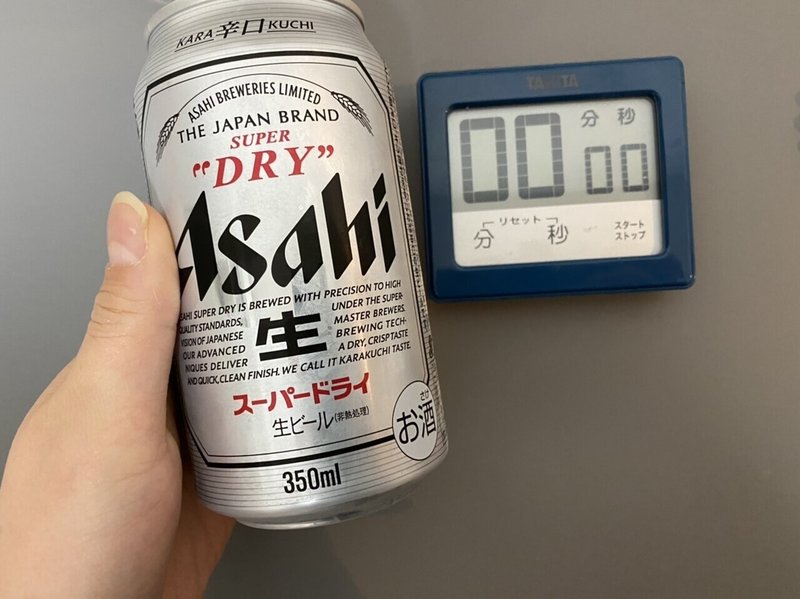 KARA 辛口 KUCHI
ASAHI BREWERIES LIMITED
THE JAPAN BRAND
SUPER
“DRY”
Asahi
ASAHI SUPER DRY IS BREWED WITH PRECISION TO HIGH
QUALITY STANDARDS, UNDER THE SUPER-
VISION OF JAPANESE MASTER BREWERS.
OUR ADVANCED BREWING TECH-
NIQUES DELIVER A DRY, CRISP TASTE
AND QUICK, CLEAN FINISH. WE CALL IT KARAKUCHI TASTE.
生
スーパードライ
生ビール(非熱処理)
さけ
お酒
350ml
TANITA
分 秒
00 00
リセット
分 秒
スタート
ストップ